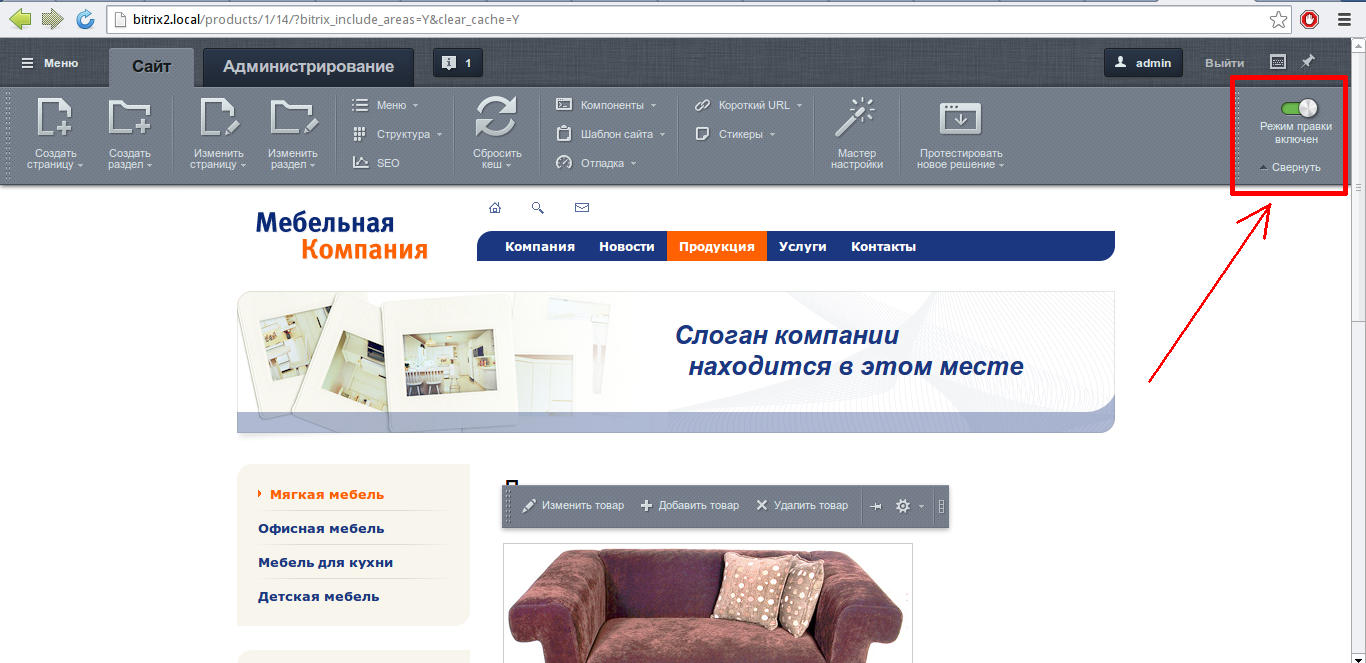 bitrix2.local/products/1/14/?bitrix_include_areas=Y&clear_cache=Y
Меню
Сайт
Администрирование
1
admin
Выйти
Создать
страницу
Создать
раздел
Изменить
страницу
Изменить
раздел
Меню
Структура
SEO
Сбросить
кеш
Компоненты
Шаблон сайта
Отладка
Короткий URL
Стикеры
Мастер
настройки
Протестировать
новое решение
Режим правки
включен
Свернуть
Мебельная
Компания
Компания Новости Продукция Услуги Контакты
Слоган компании
находится в этом месте
Мягкая мебель
Офисная мебель
Мебель для кухни
Детская мебель
Изменить товар Добавить товар Удалить товар